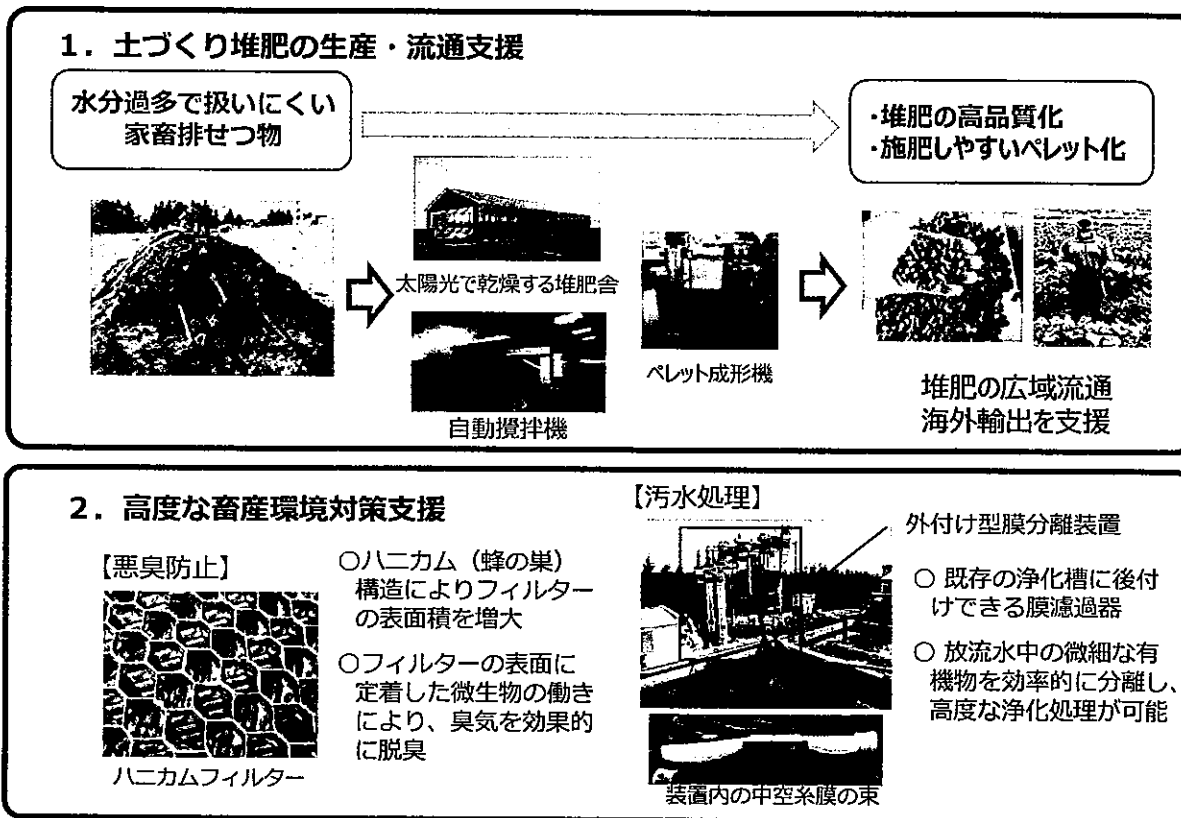 1. 土づくり堆肥の生産・流通支援
水分過多で扱いにくい
家畜排せつ物
・堆肥の高品質化
・施肥しやすいペレット化
太陽光で乾燥する堆肥舎
自動攪拌機
ペレット成形機
堆肥の広域流通
海外輸出を支援
2. 高度な畜産環境対策支援
【悪臭防止】
ハニカムフィルター
○ハニカム（蜂の巣）
構造によりフィルター
の表面積を増大
○フィルターの表面に
定着した微生物の働き
により、臭気を効果的
に脱臭
【汚水処理】
装置内の中空糸膜の束
外付け型膜分離装置
○ 既存の浄化槽に後付
けできる膜濾過器
○ 放流水中の微細な有
機物を効率的に分離し、
高度な浄化処理が可能